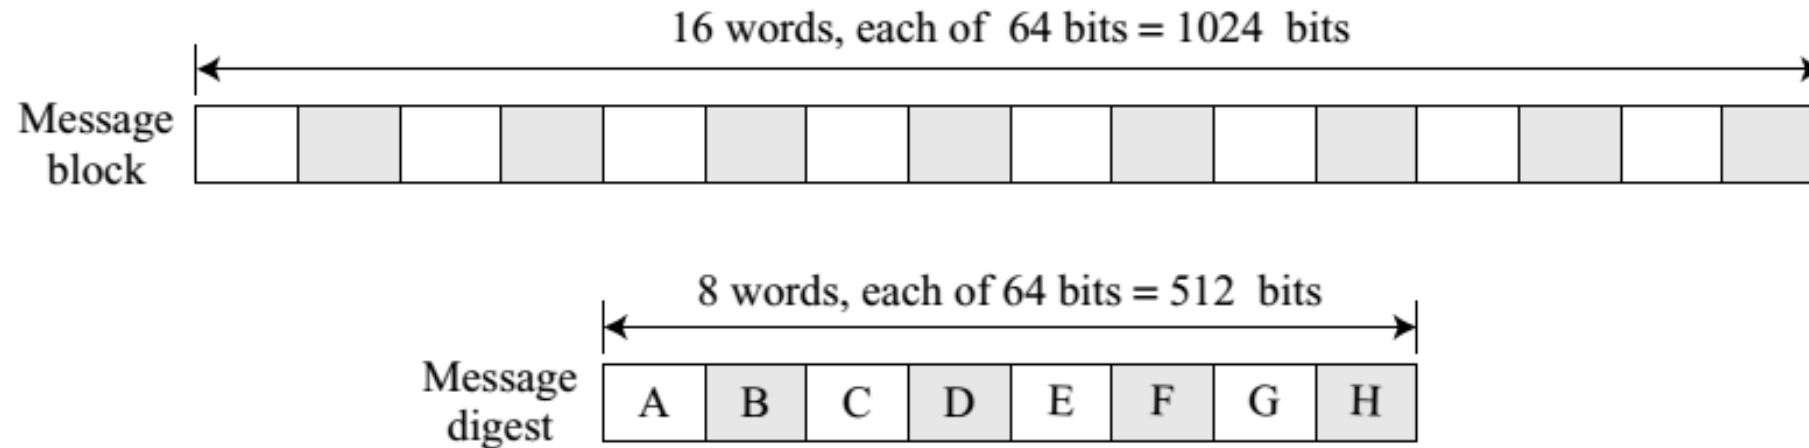 16 words, each of 64 bits = 1024 bits
Message
block
8 words, each of 64 bits = 512 bits
Message
digest
A B C D E F G H